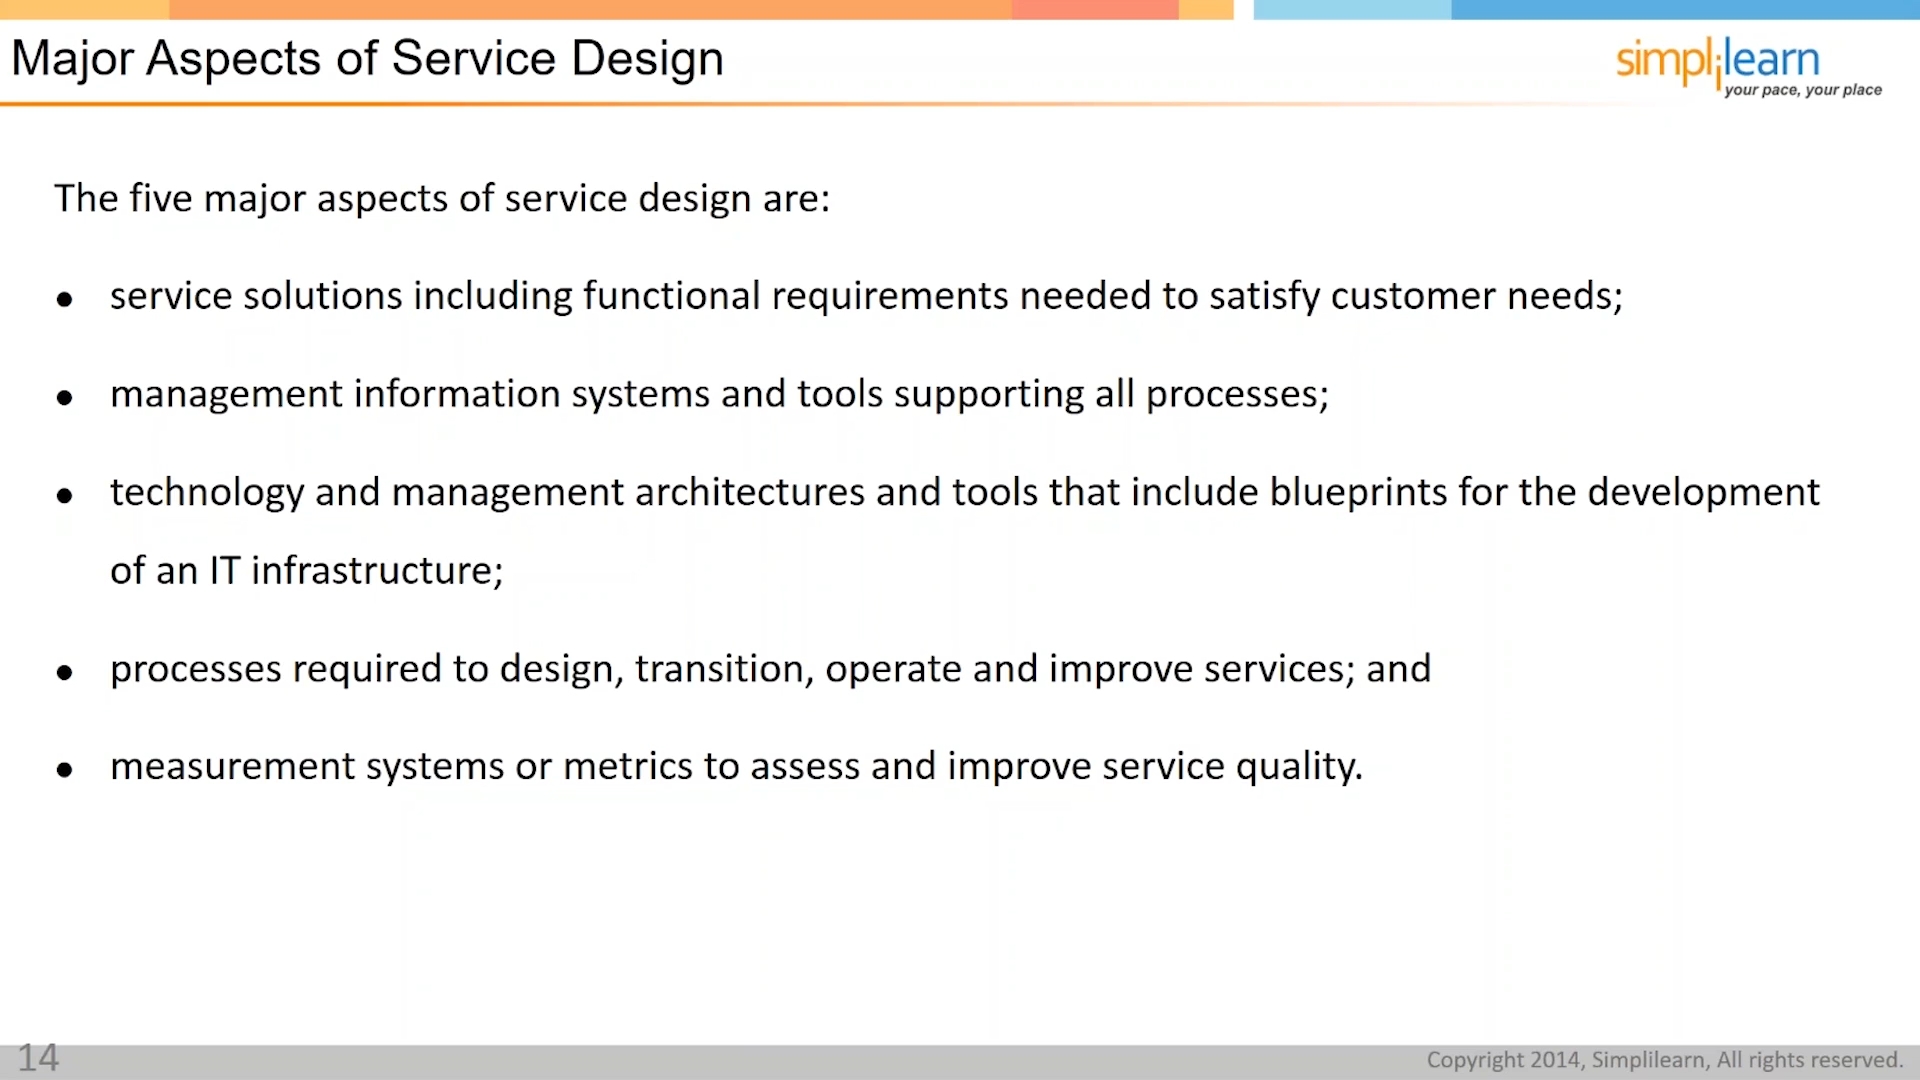 Major Aspects of Service Design
simplilearn
your pace, your place
The five major aspects of service design are:
● service solutions including functional requirements needed to satisfy customer needs;
● management information systems and tools supporting all processes;
● technology and management architectures and tools that include blueprints for the development
of an IT infrastructure;
● processes required to design, transition, operate and improve services; and
● measurement systems or metrics to assess and improve service quality.
14
Copyright 2014, Simplilearn, All rights reserved.